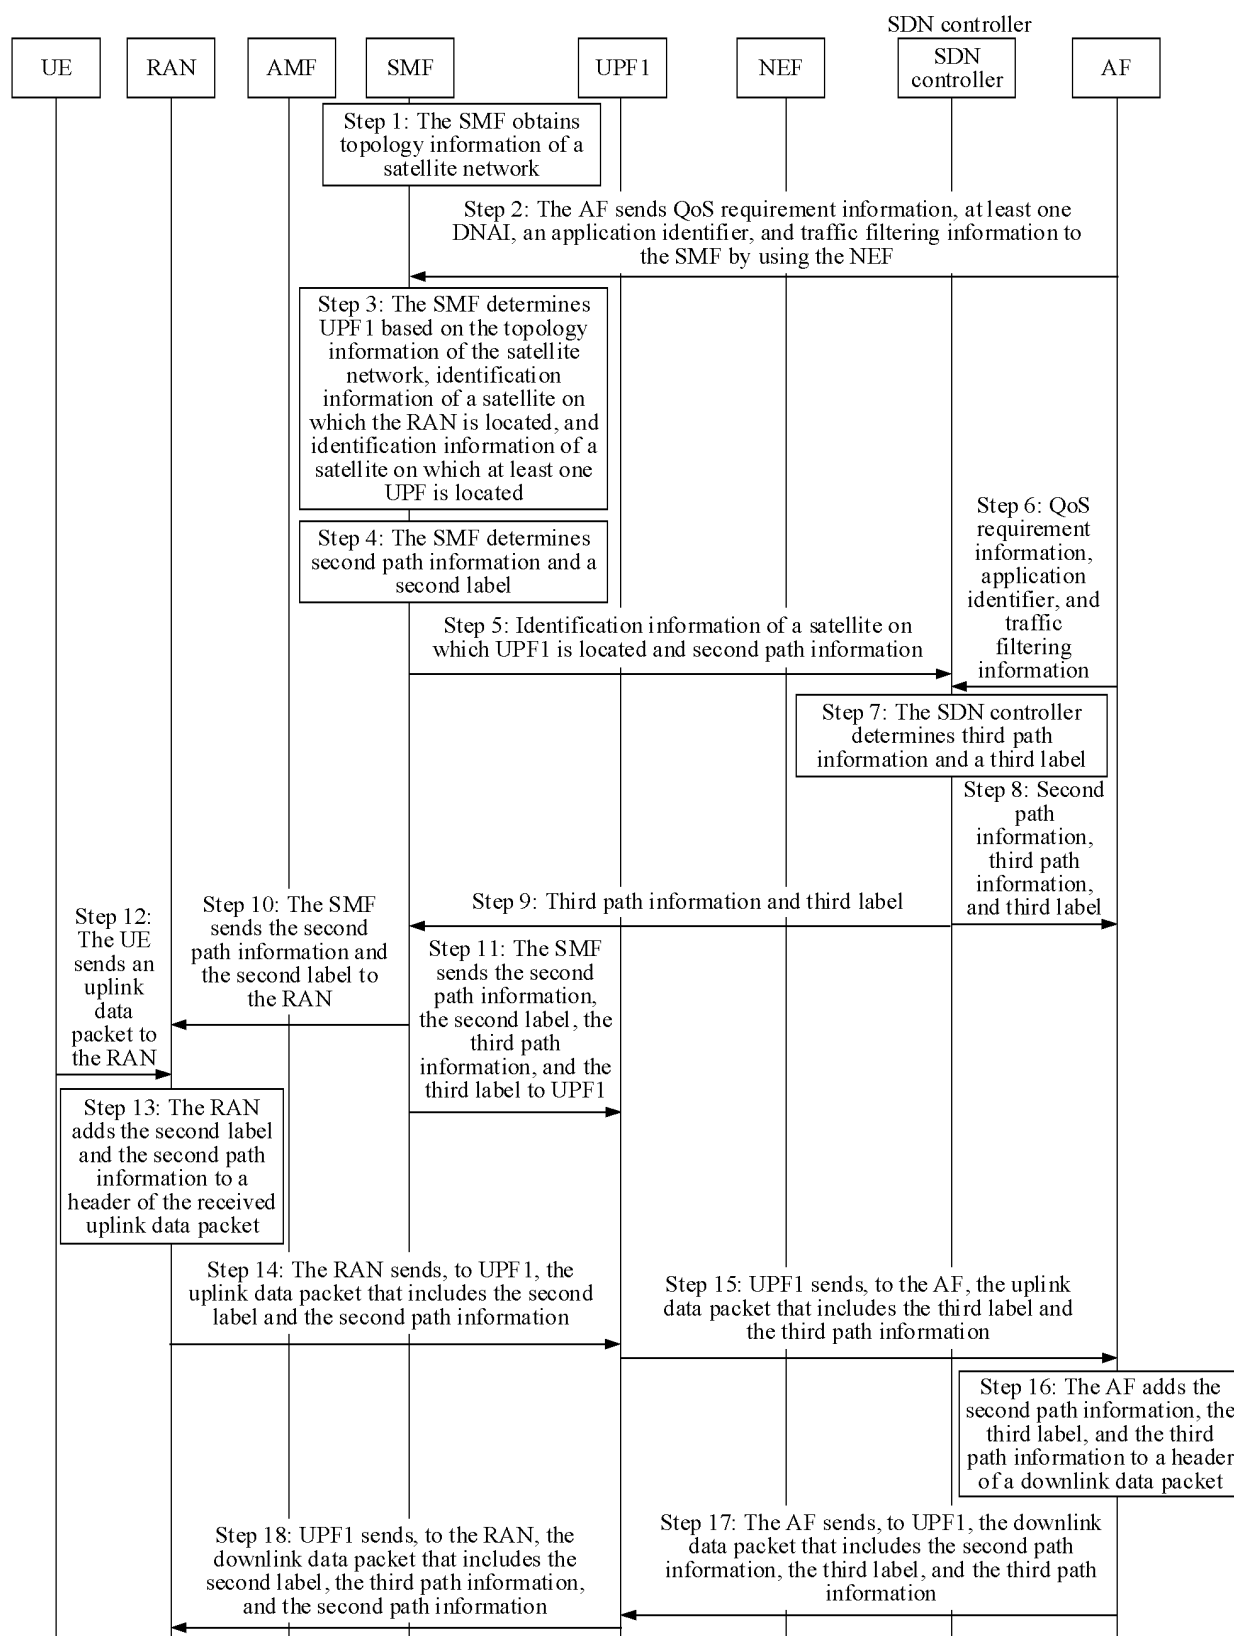 SDN controller
UE
RAN
AMF
SMF
UPF1
NEF
SDN
controller
AF
Step 1: The SMF obtains
topology information of a
satellite network
Step 2: The AF sends QoS requirement information, at least one
DNAI, an application identifier, and traffic filtering information to
the SMF by using the NEF
Step 3: The SMF determines
UPF1 based on the topology
information of the satellite
network, identification
information of a satellite on
which the RAN is located, and
identification information of a
satellite on which at least one
UPF is located
Step 4: The SMF determines
second path information and a
second label
Step 5: Identification information of a satellite on
which UPF1 is located and second path information
Step 6: QoS
requirement
information,
application
identifier, and
traffic
filtering
information
Step 7: The SDN controller
determines third path
information and a third label
Step 8: Second
path
information,
third path
information,
and third label
Step 9: Third path information and third label
Step 10: The SMF
sends the second
path information and
the second label to
the RAN
Step 11: The SMF
sends the second
path information,
the second label, the
third path
information, and the
third label to UPF1
Step 12:
The UE
sends an
uplink
data
packet to
the RAN
Step 13: The RAN
adds the second label
and the second path
information to a
header of the received
uplink data packet
Step 14: The RAN sends, to UPF1, the
uplink data packet that includes the second
label and the second path information
Step 15: UPF1 sends, to the AF, the uplink
data packet that includes the third label and
the third path information
Step 16: The AF adds the
second path information, the
third label, and the third
path information to a header
of a downlink data packet
Step 17: The AF sends, to UPF1, the downlink
data packet that includes the second path
information, the third label, and the third path
information
Step 18: UPF1 sends, to the RAN, the
downlink data packet that includes the
second label, the third path information,
and the second path information